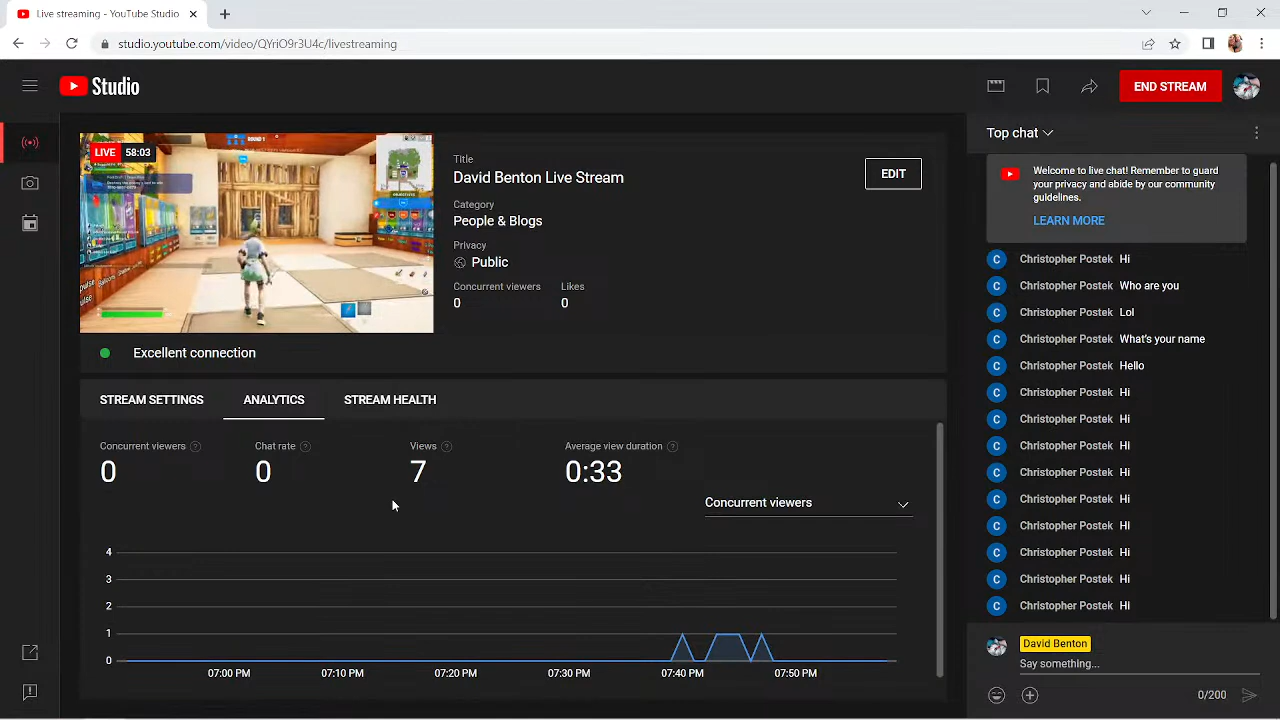 Live streaming - YouTube Studio
studio.youtube.com/video/QYriO9r3U4c/livestreaming
Studio
END STREAM
LIVE 58:03
ROUND 1
Title
David Benton Live Stream
EDIT
Category
People & Blogs
Privacy
Public
Concurrent viewers Likes
0 0
Excellent connection
STREAM SETTINGS ANALYTICS STREAM HEALTH
Concurrent viewers Chat rate Views Average view duration
0 0 7 0:33
Concurrent viewers
4
3
2
1
0
07:00 PM 07:10 PM 07:20 PM 07:30 PM 07:40 PM 07:50 PM
Top chat
Welcome to live chat! Remember to guard
your privacy and abide by our community
guidelines.
LEARN MORE
C Christopher Postek Hi
C Christopher Postek Who are you
C Christopher Postek Lol
C Christopher Postek What's your name
C Christopher Postek Hello
C Christopher Postek Hi
C Christopher Postek Hi
C Christopher Postek Hi
C Christopher Postek Hi
C Christopher Postek Hi
C Christopher Postek Hi
C Christopher Postek Hi
C Christopher Postek Hi
C Christopher Postek Hi
David Benton
Say something...
0/200